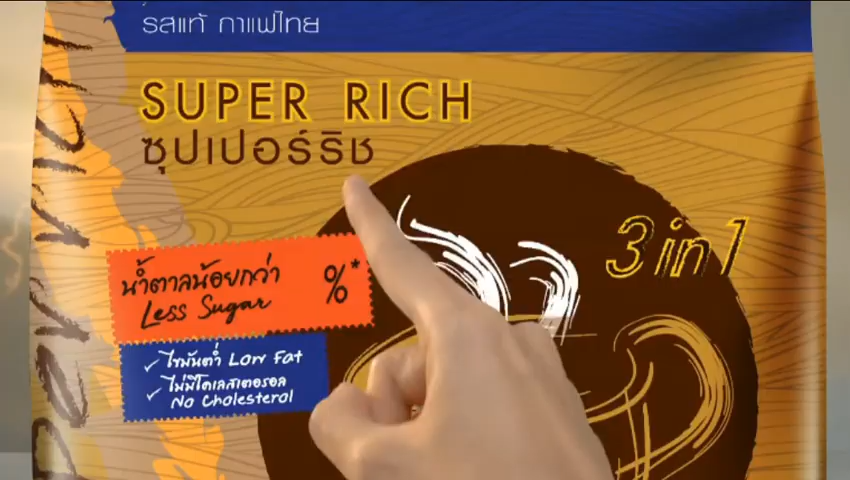 รสแท้ กาแฟไทย
SUPER RICH
ซุปเปอร์ริช
3 in 1
น้ำตาลน้อยกว่า
Less Sugar
%*
ไขมันต่ำ Low Fat
ไม่มีโคเลสเตอรอล
No Cholesterol